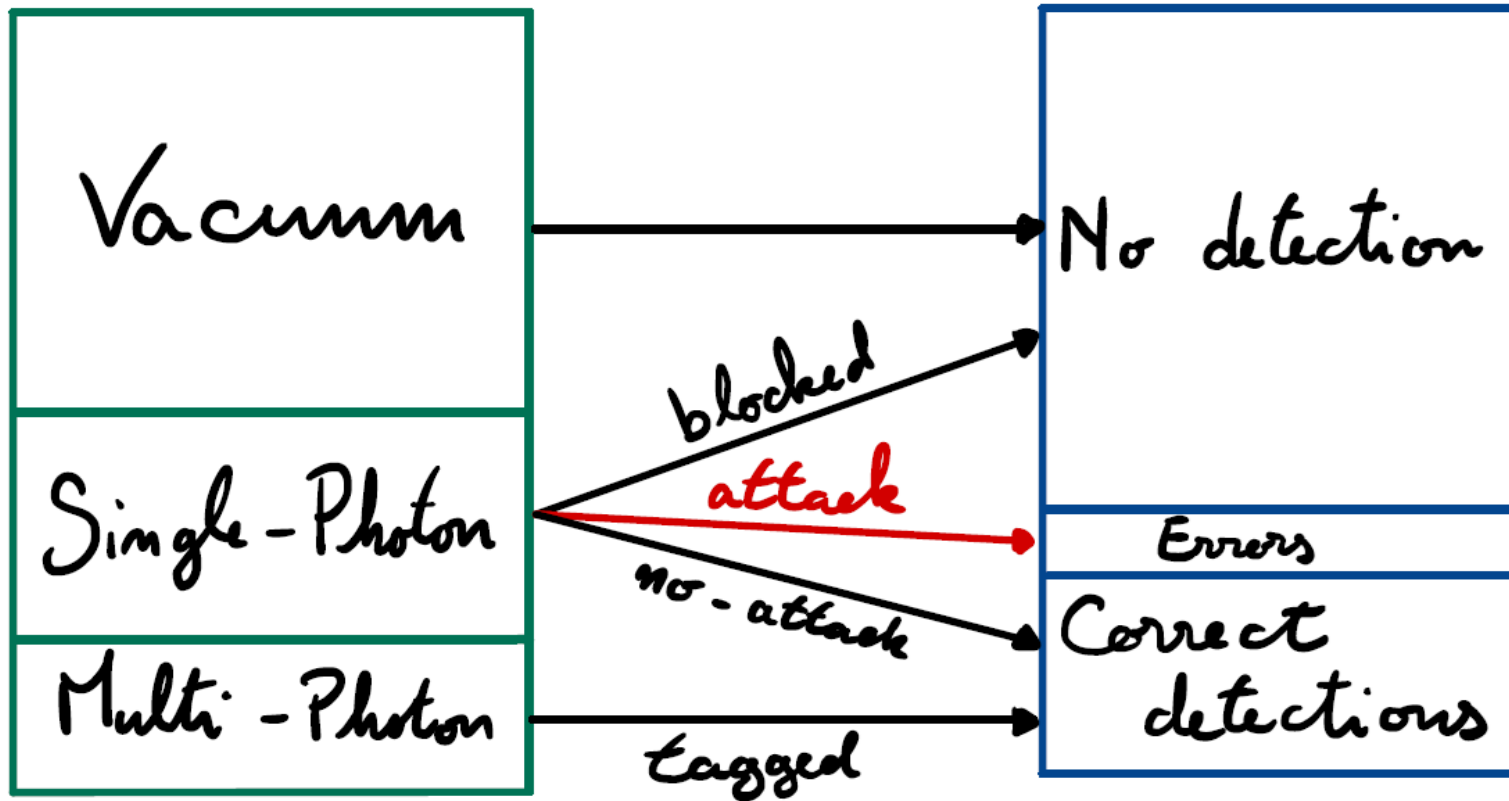 Vacuum
No detection
blocked
Single-Photon
attack
Errors
no-attack
Correct
detections
Multi-Photon
tagged